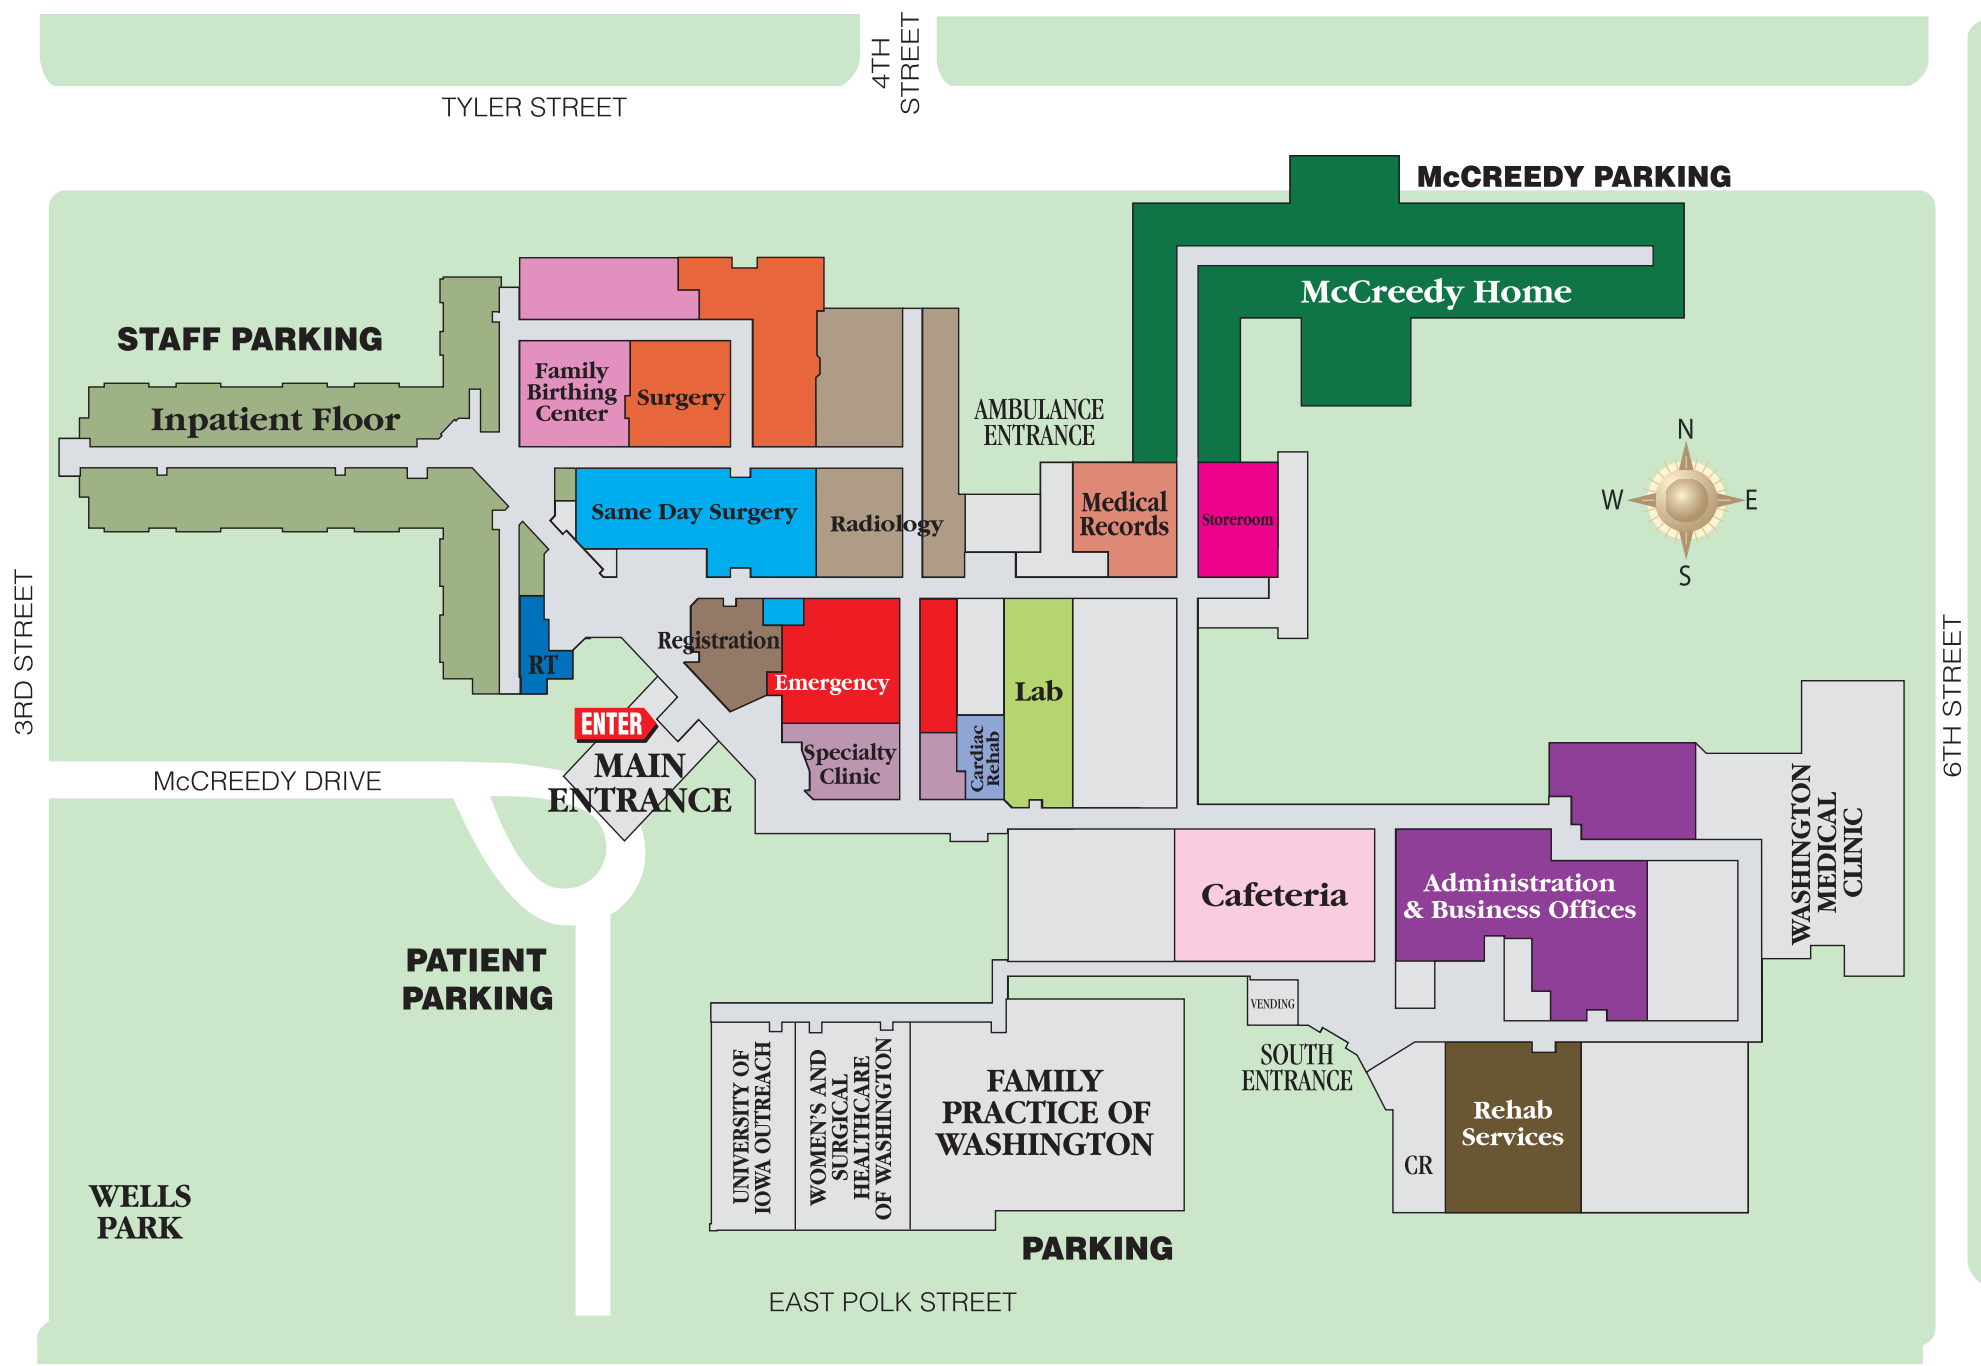 4TH
STREET
TYLER STREET
McCREEDY PARKING
McCreedy Home
STAFF PARKING
Family
Birthing
Center
Surgery
Inpatient Floor
AMBULANCE
ENTRANCE
N
W
E
S
Same Day Surgery
Radiology
Medical
Records
Storeroom
3RD STREET
Registration
RT
Emergency
Lab
6TH STREET
ENTER
MAIN
ENTRANCE
Specialty
Clinic
Cardiac
Rehab
McCREEDY DRIVE
WASHINGTON
MEDICAL
CLINIC
Cafeteria
Administration
& Business Offices
PATIENT
PARKING
VENDING
SOUTH
ENTRANCE
UNIVERSITY OF
IOWA OUTREACH
WOMEN'S AND
SURGICAL
HEALTHCARE
OF WASHINGTON
FAMILY
PRACTICE OF
WASHINGTON
CR
Rehab
Services
WELLS
PARK
PARKING
EAST POLK STREET